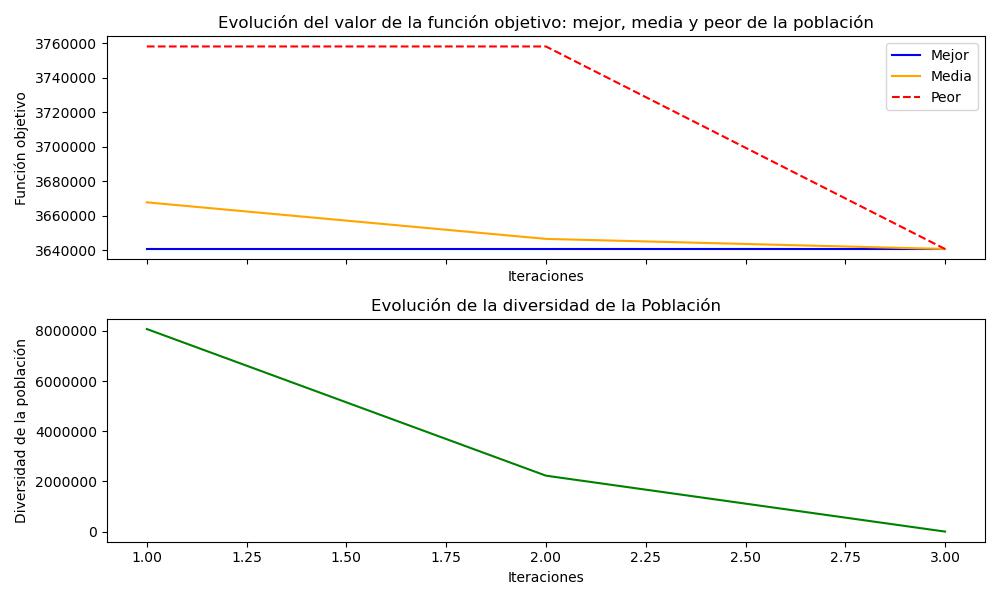 Evolución del valor de la función objetivo: mejor, media y peor de la población
Función objetivo
3760000
3740000
3720000
3700000
3680000
3660000
3640000
Mejor
Media
Peor
Iteraciones
Evolución de la diversidad de la Población
Diversidad de la población
8000000
6000000
4000000
2000000
0
1.00 1.25 1.50 1.75 2.00 2.25 2.50 2.75 3.00
Iteraciones